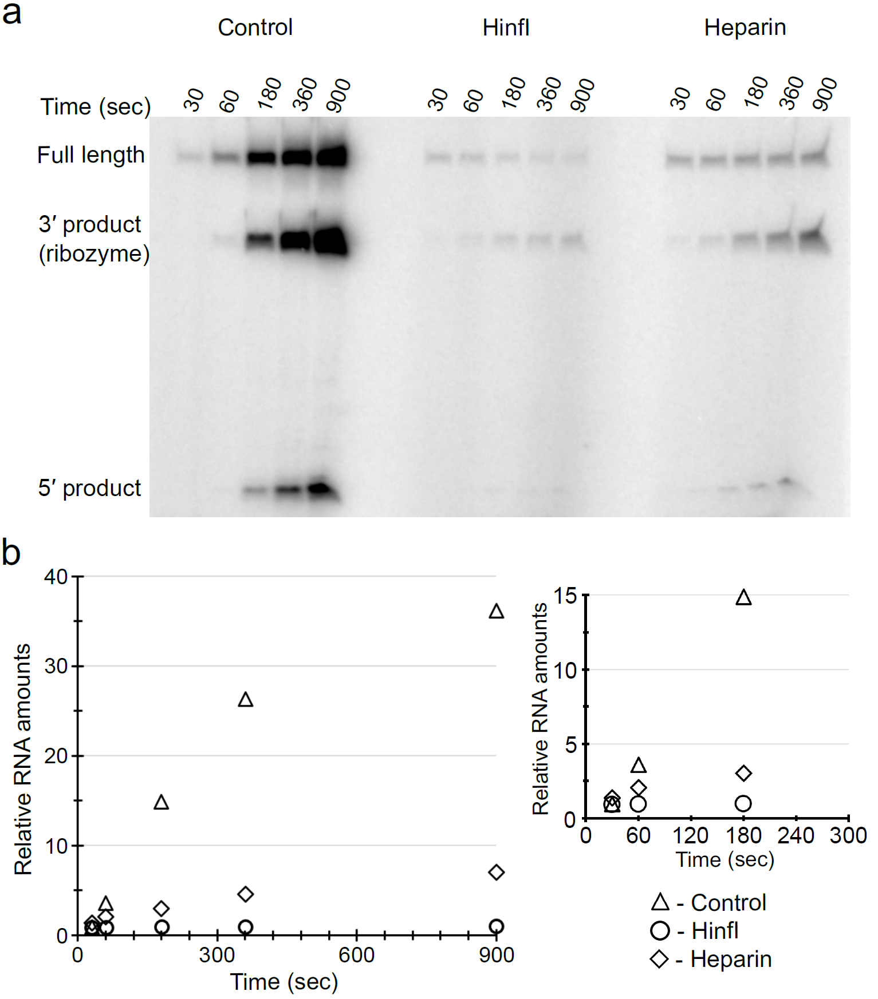 a
Control HinfI Heparin
Time (sec) 30 60 180 360 900 30 60 180 360 900 30 60 180 360 900
Full length
3′ product
(ribozyme)
5′ product
b
40
30
20
10
0
Relative RNA amounts
0 300 600 900
Time (sec)
15
10
5
0
Relative RNA amounts
0 60 120 180 240 300
Time (sec)
- Control
- HinfI
- Heparin